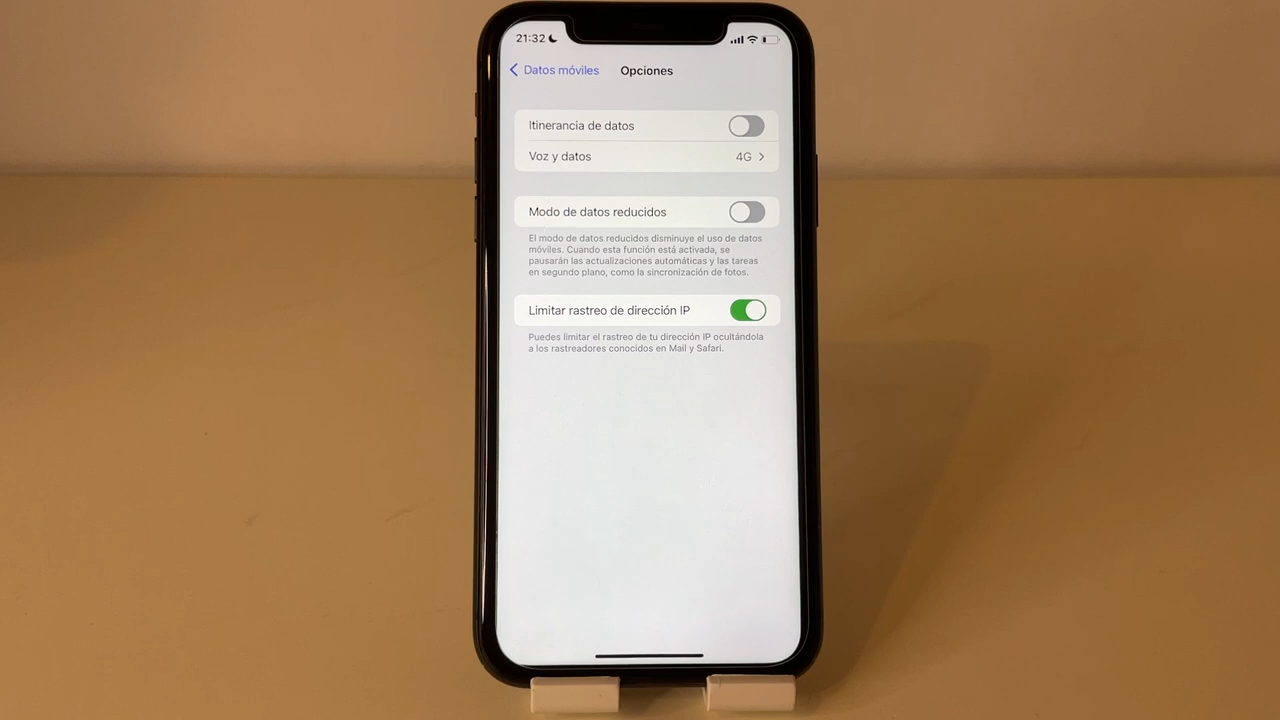 21:32
Datos móviles
Opciones
Itinerancia de datos
Voz y datos 4G
Modo de datos reducidos
El modo de datos reducidos disminuye el uso de datos
móviles. Cuando esta función está activada, se
pausarán las actualizaciones automáticas y las tareas
en segundo plano, como la sincronización de fotos.
Limitar rastreo de dirección IP
Puedes limitar el rastreo de tu dirección IP ocultándola
a los rastreadores conocidos en Mail y Safari.